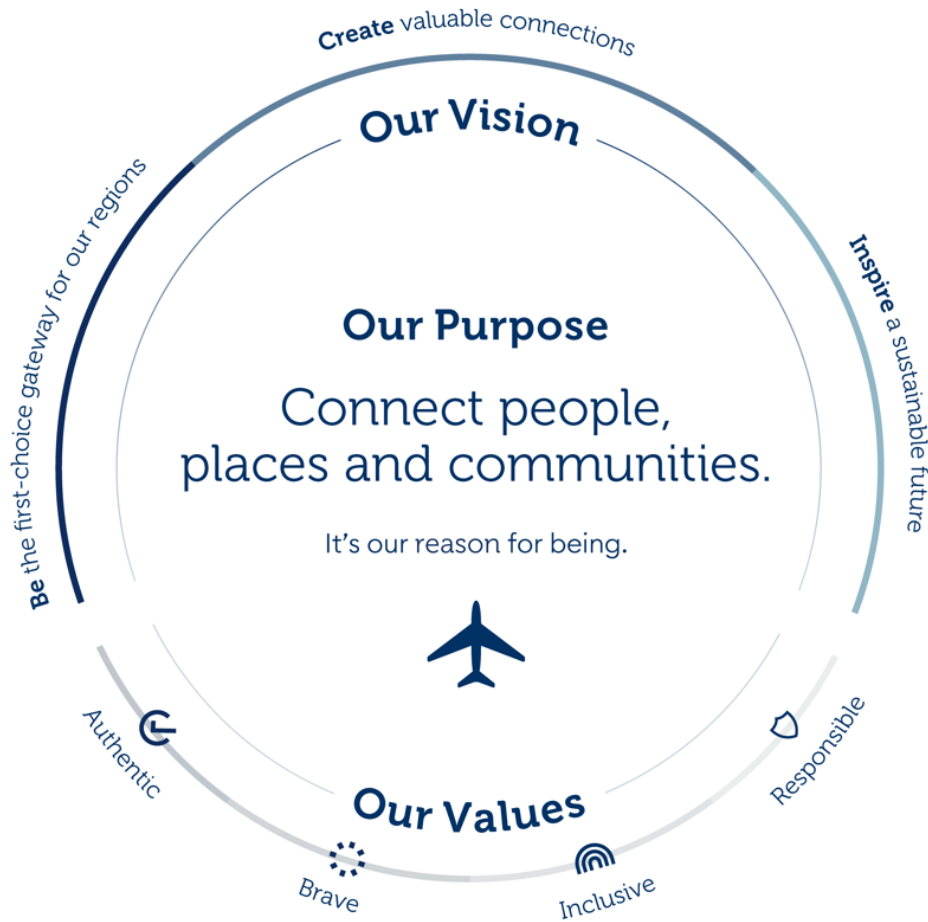 Create valuable connections
Our Vision
Be the first-choice gateway for our regions
Inspire a sustainable future
Our Purpose
Connect people,
places and communities.
It's our reason for being.
Authentic
Responsible
Our Values
Brave
Inclusive